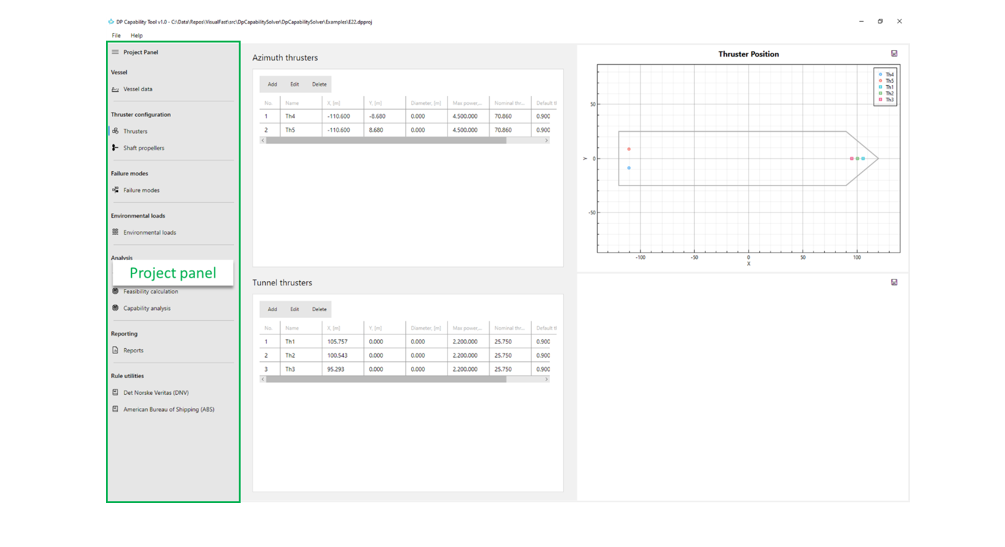 DP Capability Tool v1.0 - C:\Data\Repos\VisualFast\src\DpCapabilitySolver\DpCapabilitySolver\Examples\E22.dpproj
File Help
Project Panel
Vessel
Vessel data
Thruster configuration
Thrusters
Shaft propellers
Failure modes
Failure modes
Environmental loads
Environmental loads
Analysis
Project panel
Feasibility calculation
Capability analysis
Reporting
Reports
Rule utilities
Det Norske Veritas (DNV)
American Bureau of Shipping (ABS)
Azimuth thrusters
Add Edit Delete
No. Name X, [m] Y, [m] Diameter, [m] Max power,... Nominal thr... Default th
1 Th4 -110.600 -8.680 0.000 4.500.000 70.860 0.900
2 Th5 -110.600 8.680 0.000 4.500.000 70.860 0.900
Tunnel thrusters
Add Edit Delete
No. Name X, [m] Y, [m] Diameter, [m] Max power,... Nominal thr... Default th
1 Th1 105.757 0.000 0.000 2.200.000 25.750 0.900
2 Th2 100.543 0.000 0.000 2.200.000 25.750 0.900
3 Th3 95.293 0.000 0.000 2.200.000 25.750 0.900
Thruster Position
Th4
Th5
Th1
Th2
Th3
50
Y 0
-50
-100 -50 0 50 100
X